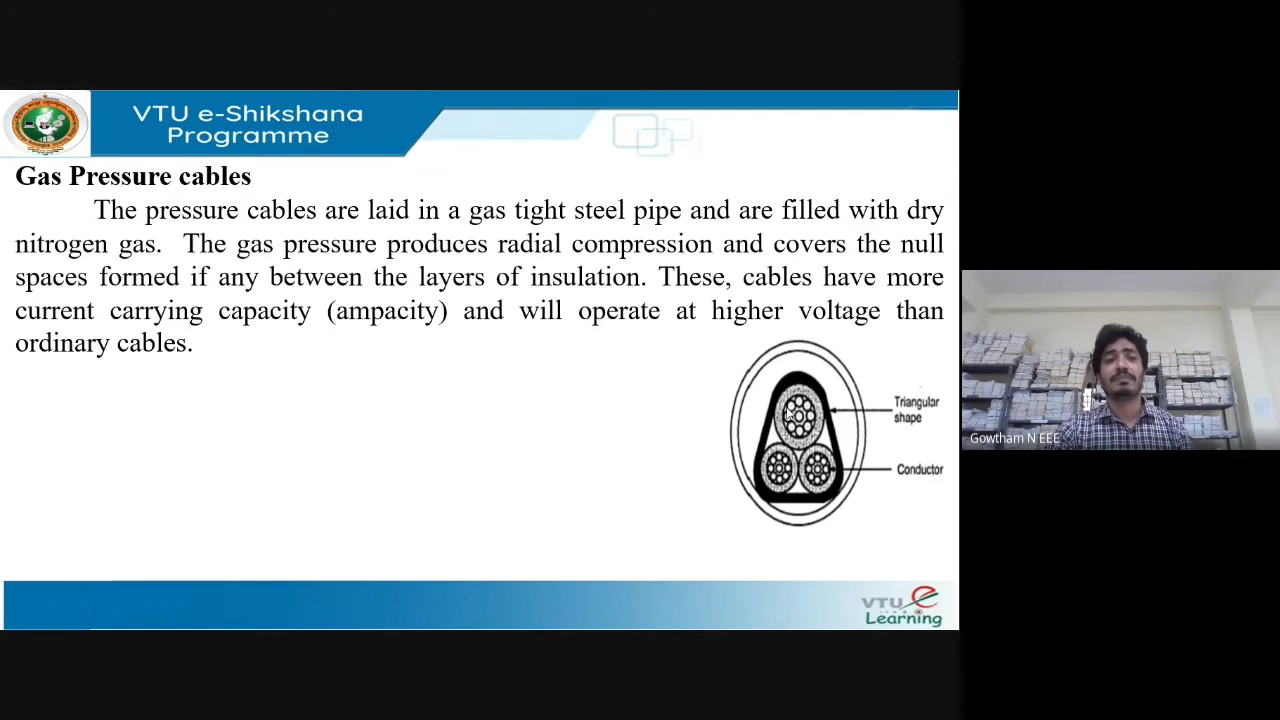 VTU e-Shikshana
Programme
Gas Pressure cables
The pressure cables are laid in a gas tight steel pipe and are filled with dry
nitrogen gas. The gas pressure produces radial compression and covers the null
spaces formed if any between the layers of insulation. These, cables have more
current carrying capacity (ampacity) and will operate at higher voltage than
ordinary cables.
Triangular
shape
Conductor
Gowtham N EEE
VTU e
Learning